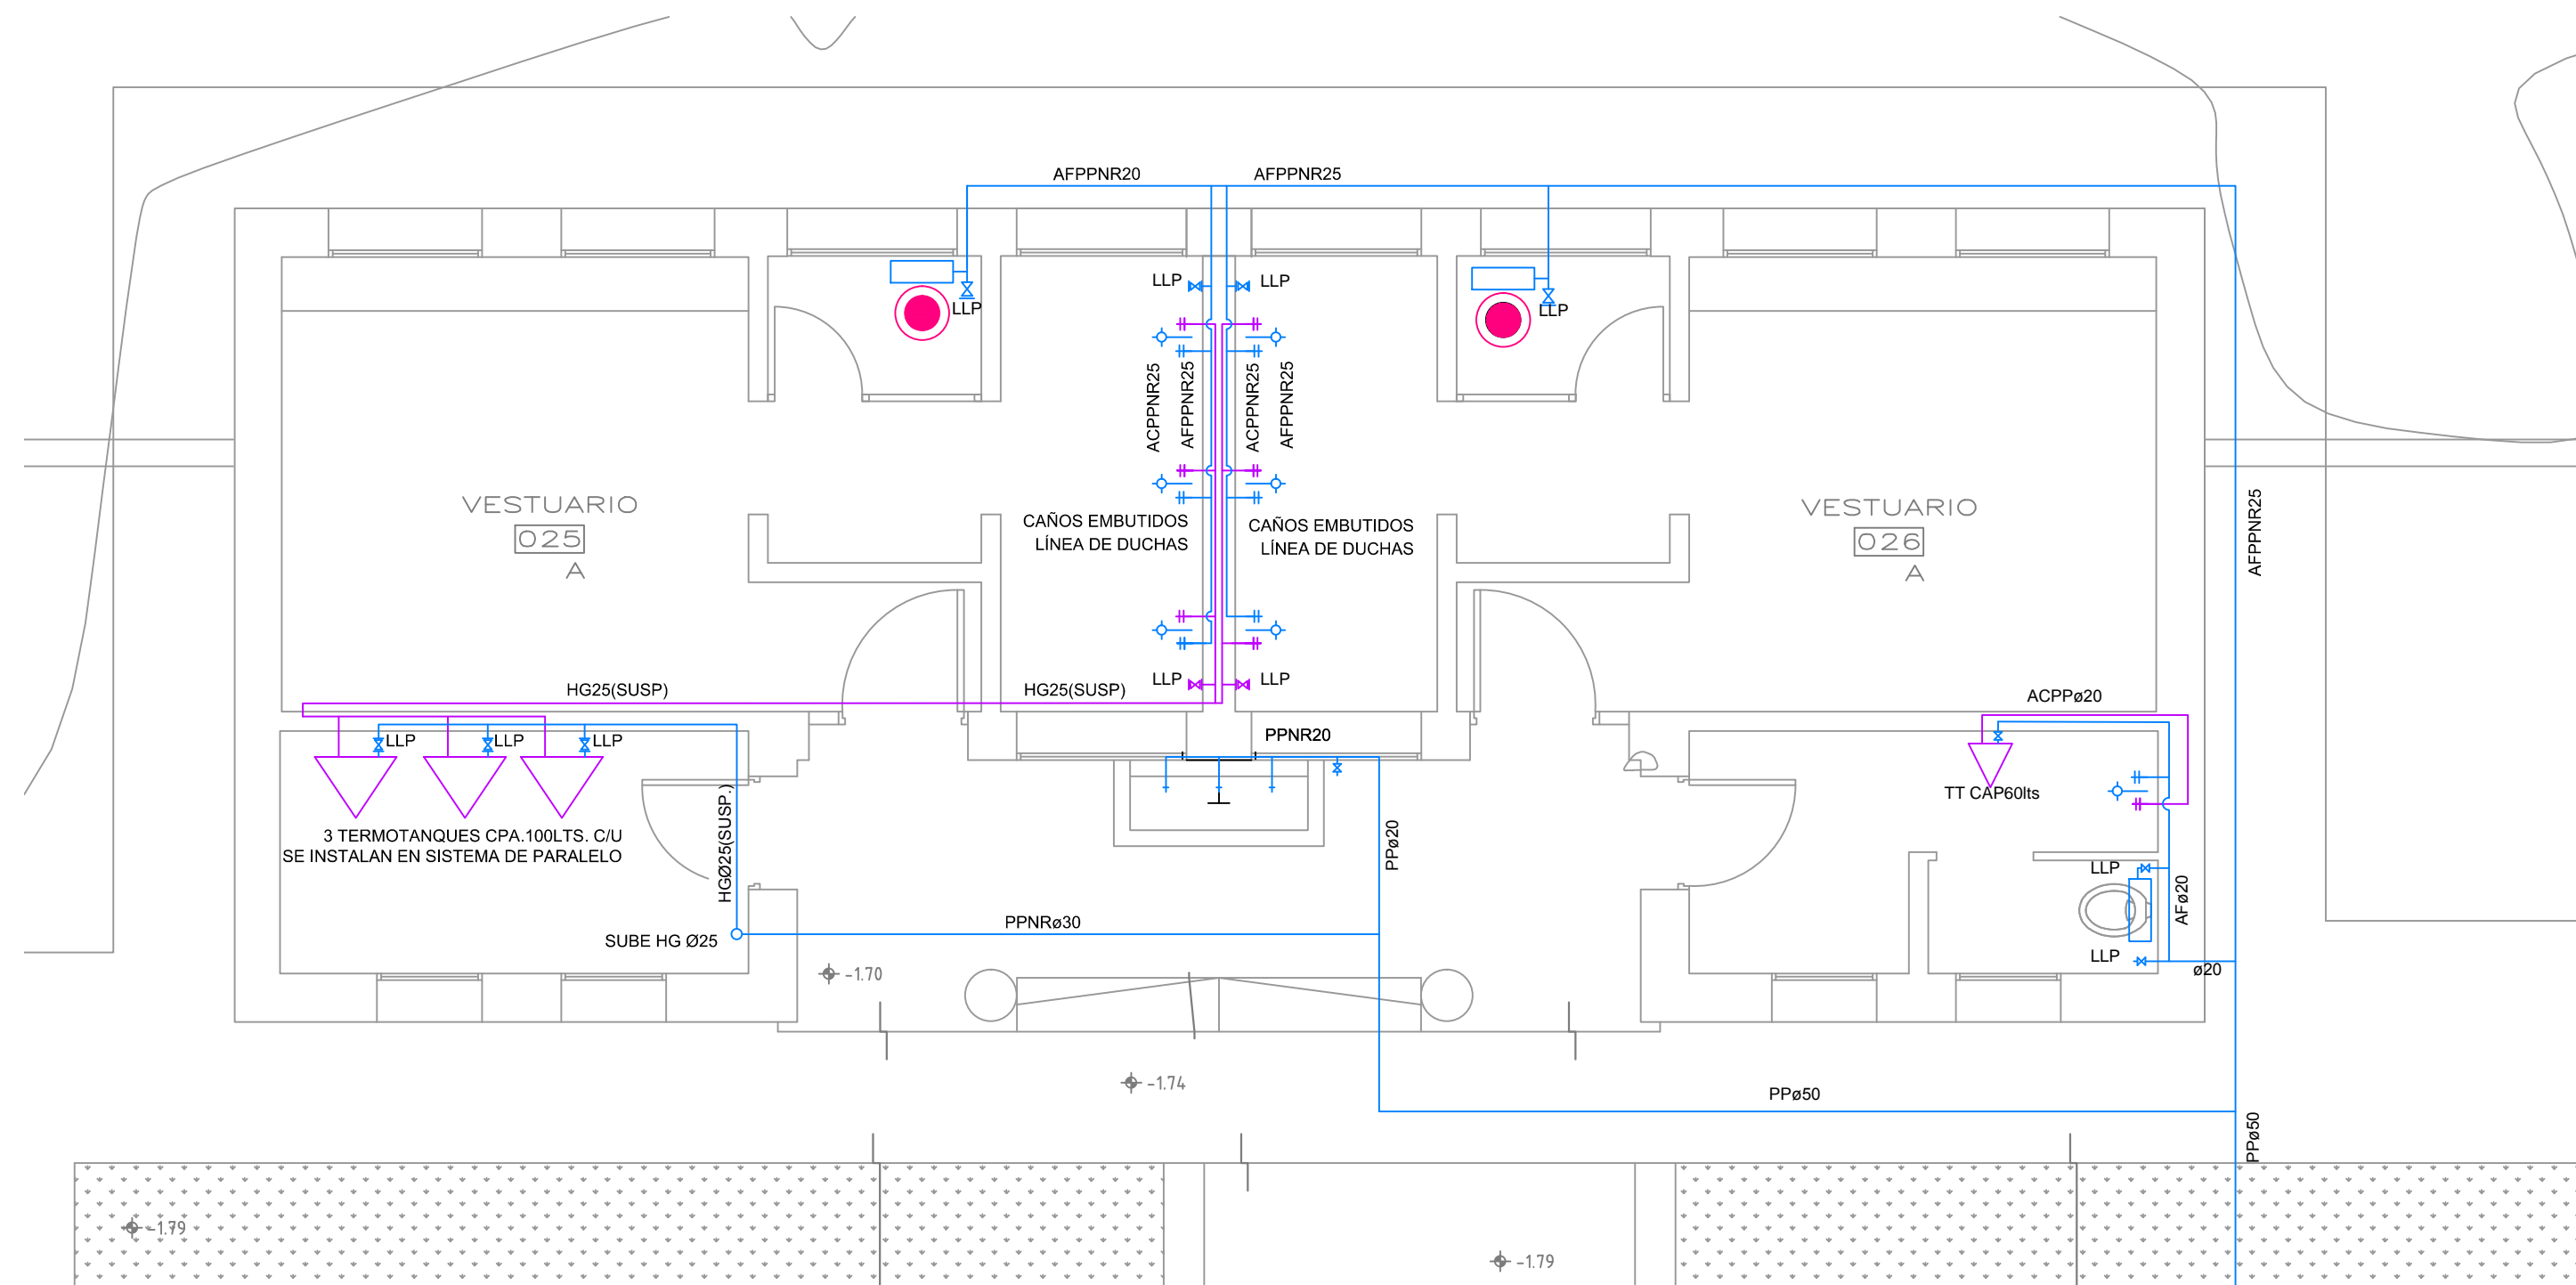 AFPPNR20
AFPPNR25
LLP
LLP
LLP
LLP
ACPPNR25
AFPPNR25
ACPPNR25
AFPPNR25
VESTUARIO
025
A
CAÑOS EMBUTIDOS
LÍNEA DE DUCHAS
CAÑOS EMBUTIDOS
LÍNEA DE DUCHAS
VESTUARIO
026
A
AFPPNR25
HG25(SUSP)
HG25(SUSP)
LLP
LLP
ACPPø20
LLP
LLP
LLP
PPNR20
TT CAP60lts
3 TERMOTANQUES CPA.100LTS. C/U
SE INSTALAN EN SISTEMA DE PARALELO
HGØ25(SUSP.)
PPø20
LLP
AFø20
PPNRø30
SUBE HG Ø25
LLP
ø20
-1.70
-1.74
PPø50
PPø50
-1.79
-1.79